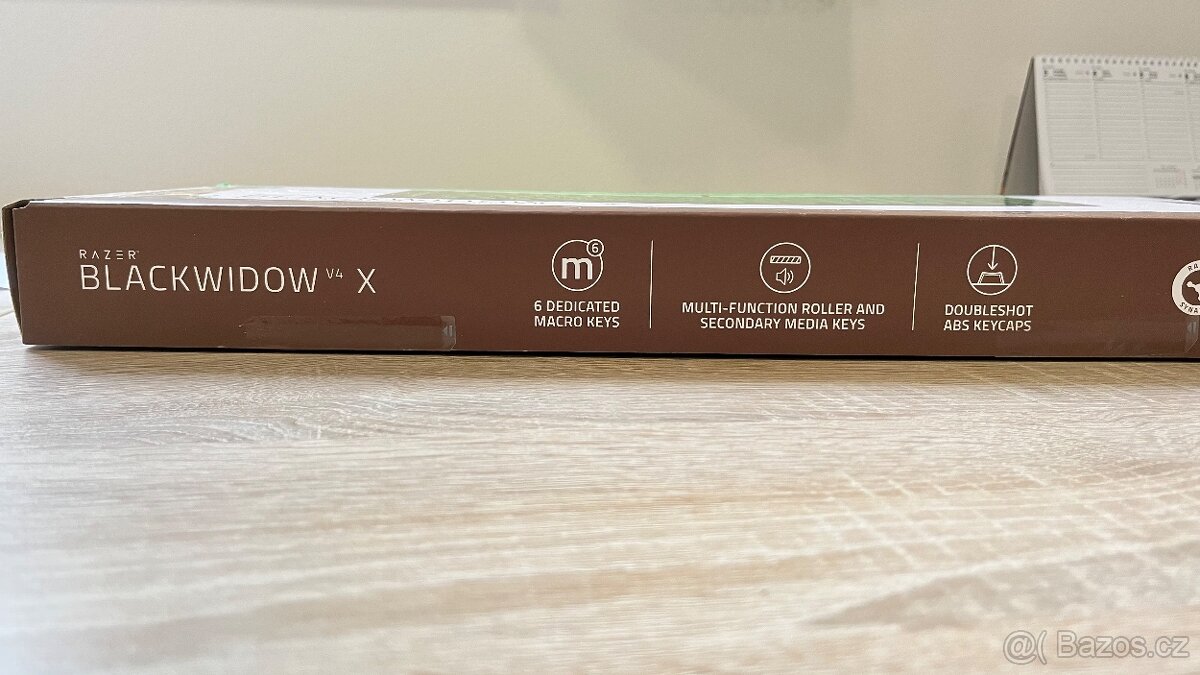 RAZER
BLACKWIDOW V4 X
m 6
6 DEDICATED
MACRO KEYS
MULTI-FUNCTION ROLLER AND
SECONDARY MEDIA KEYS
DOUBLESHOT
ABS KEYCAPS
@( Bazos.cz